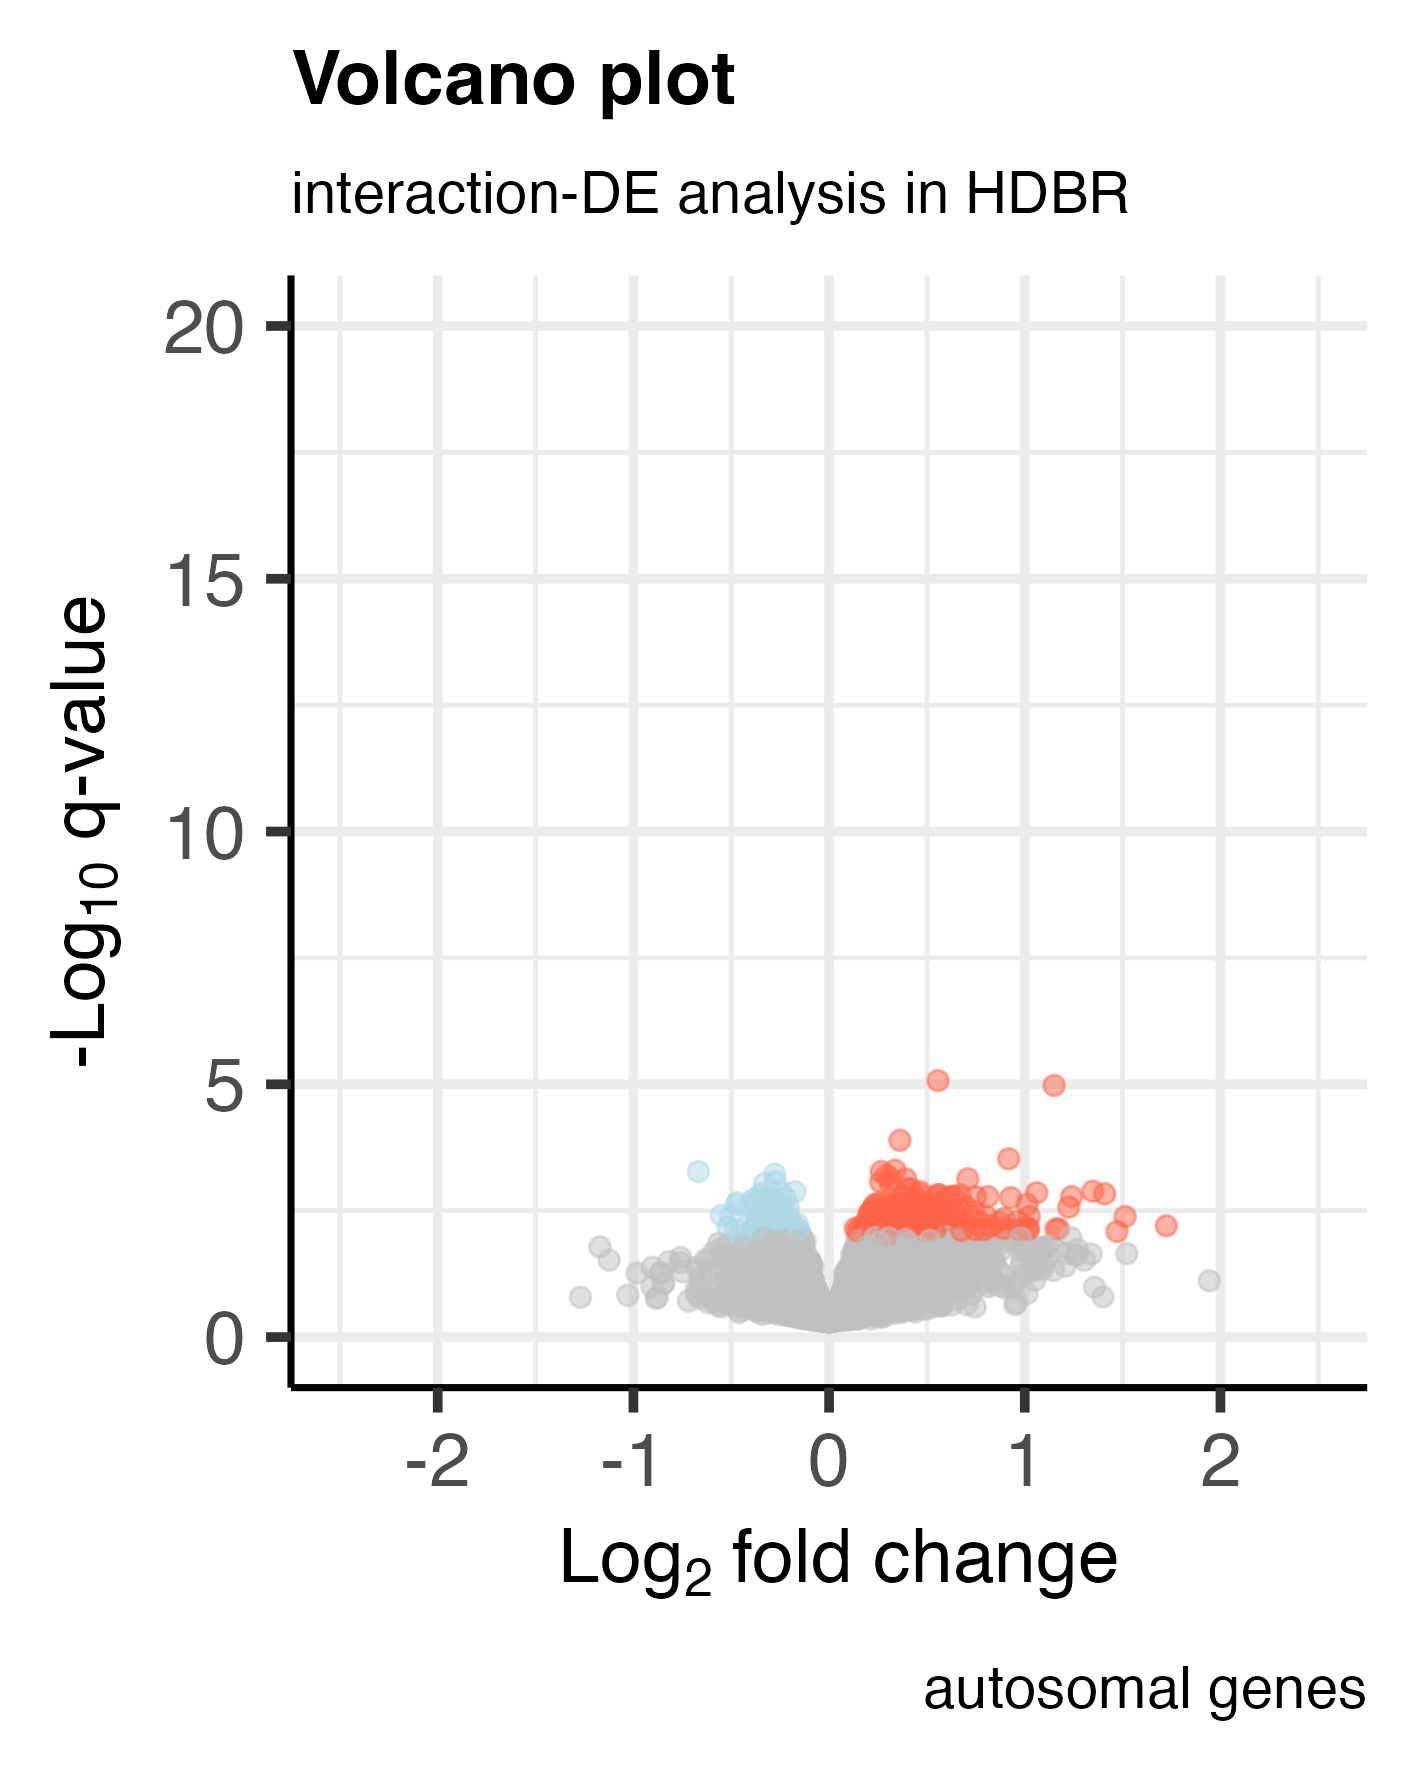 Volcano plot
interaction-DE analysis in HDBR
20
15
10
5
0
-Log10 q-value
-2 -1 0 1 2
Log2 fold change
autosomal genes